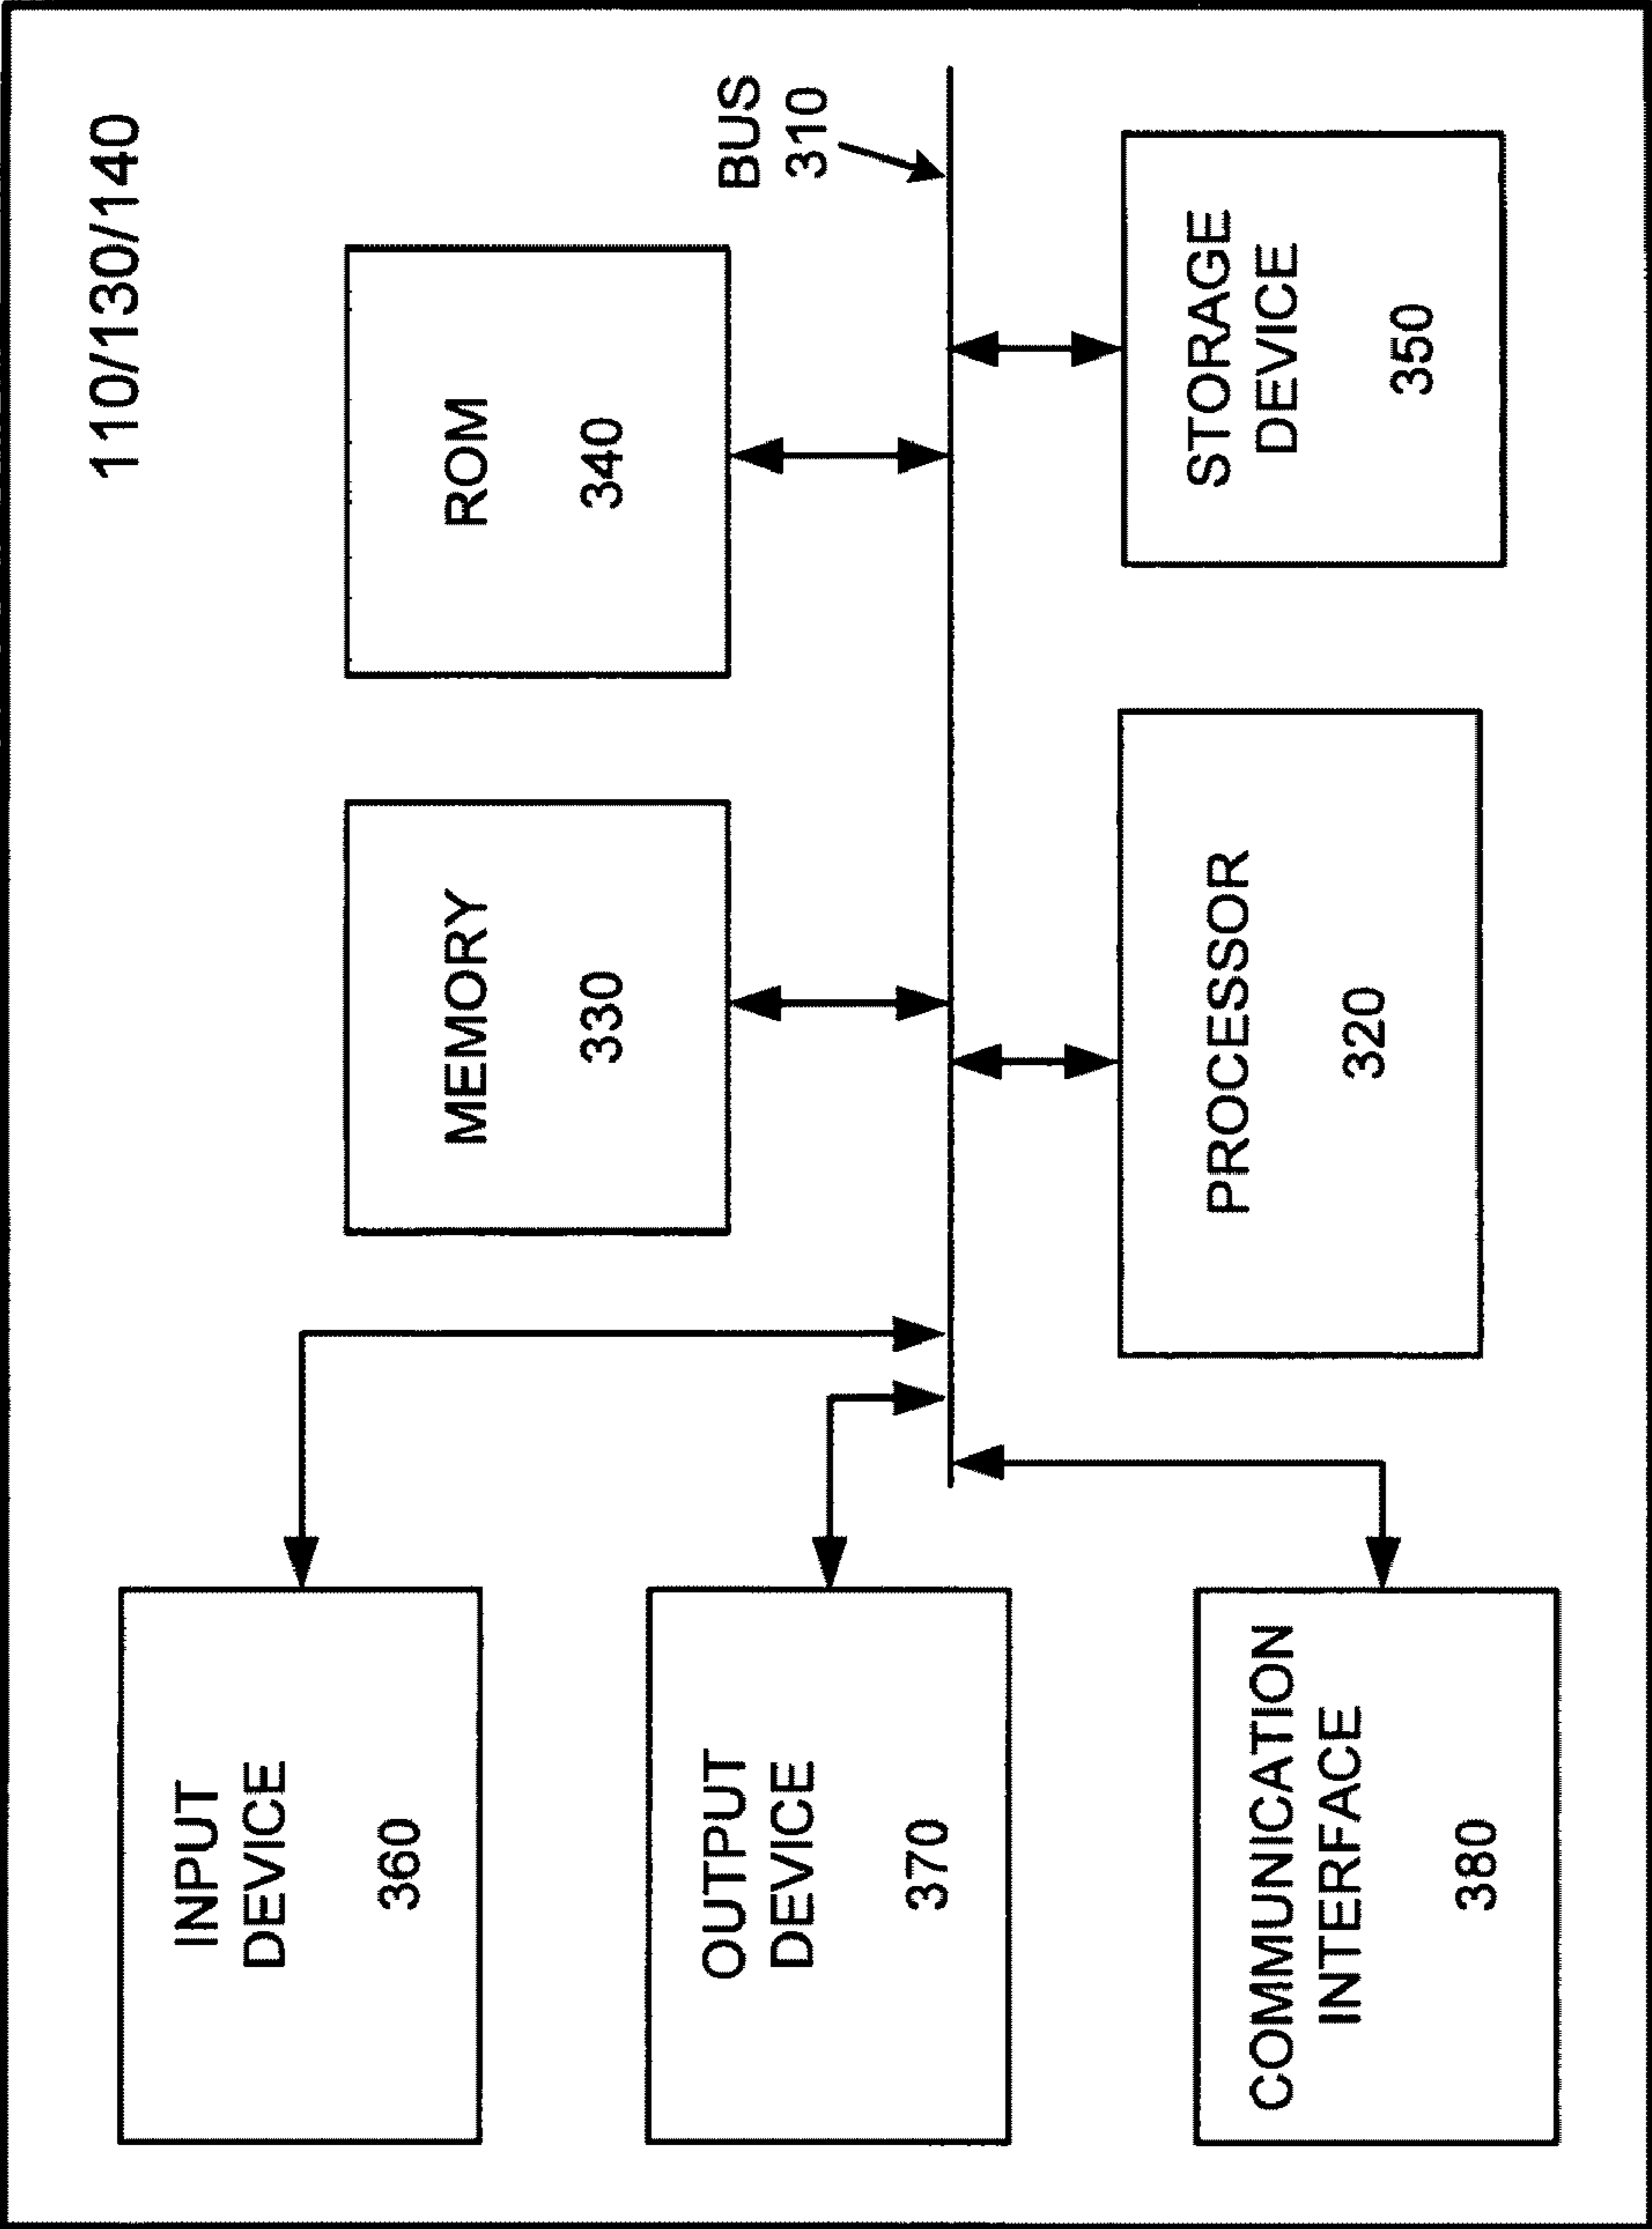 110/130/140
INPUT
DEVICE
360
MEMORY
330
ROM
340
OUTPUT
DEVICE
370
BUS
310
COMMUNICATION
INTERFACE
380
PROCESSOR
320
STORAGE
DEVICE
350